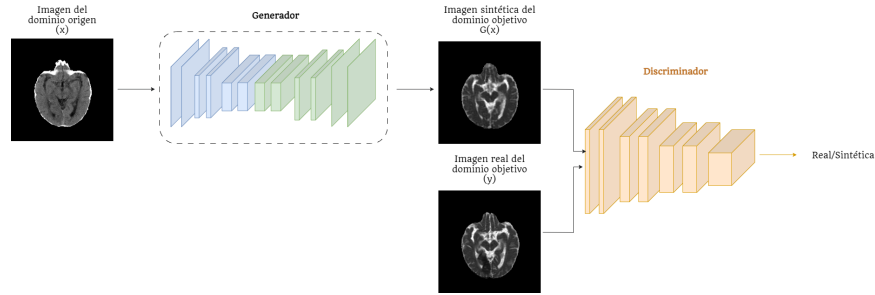 Imagen del
dominio origen
(x)
Generador
Imagen sintética del
dominio objetivo
G(x)
Discriminador
Imagen real del
dominio objetivo
(y)
Real/Sintética